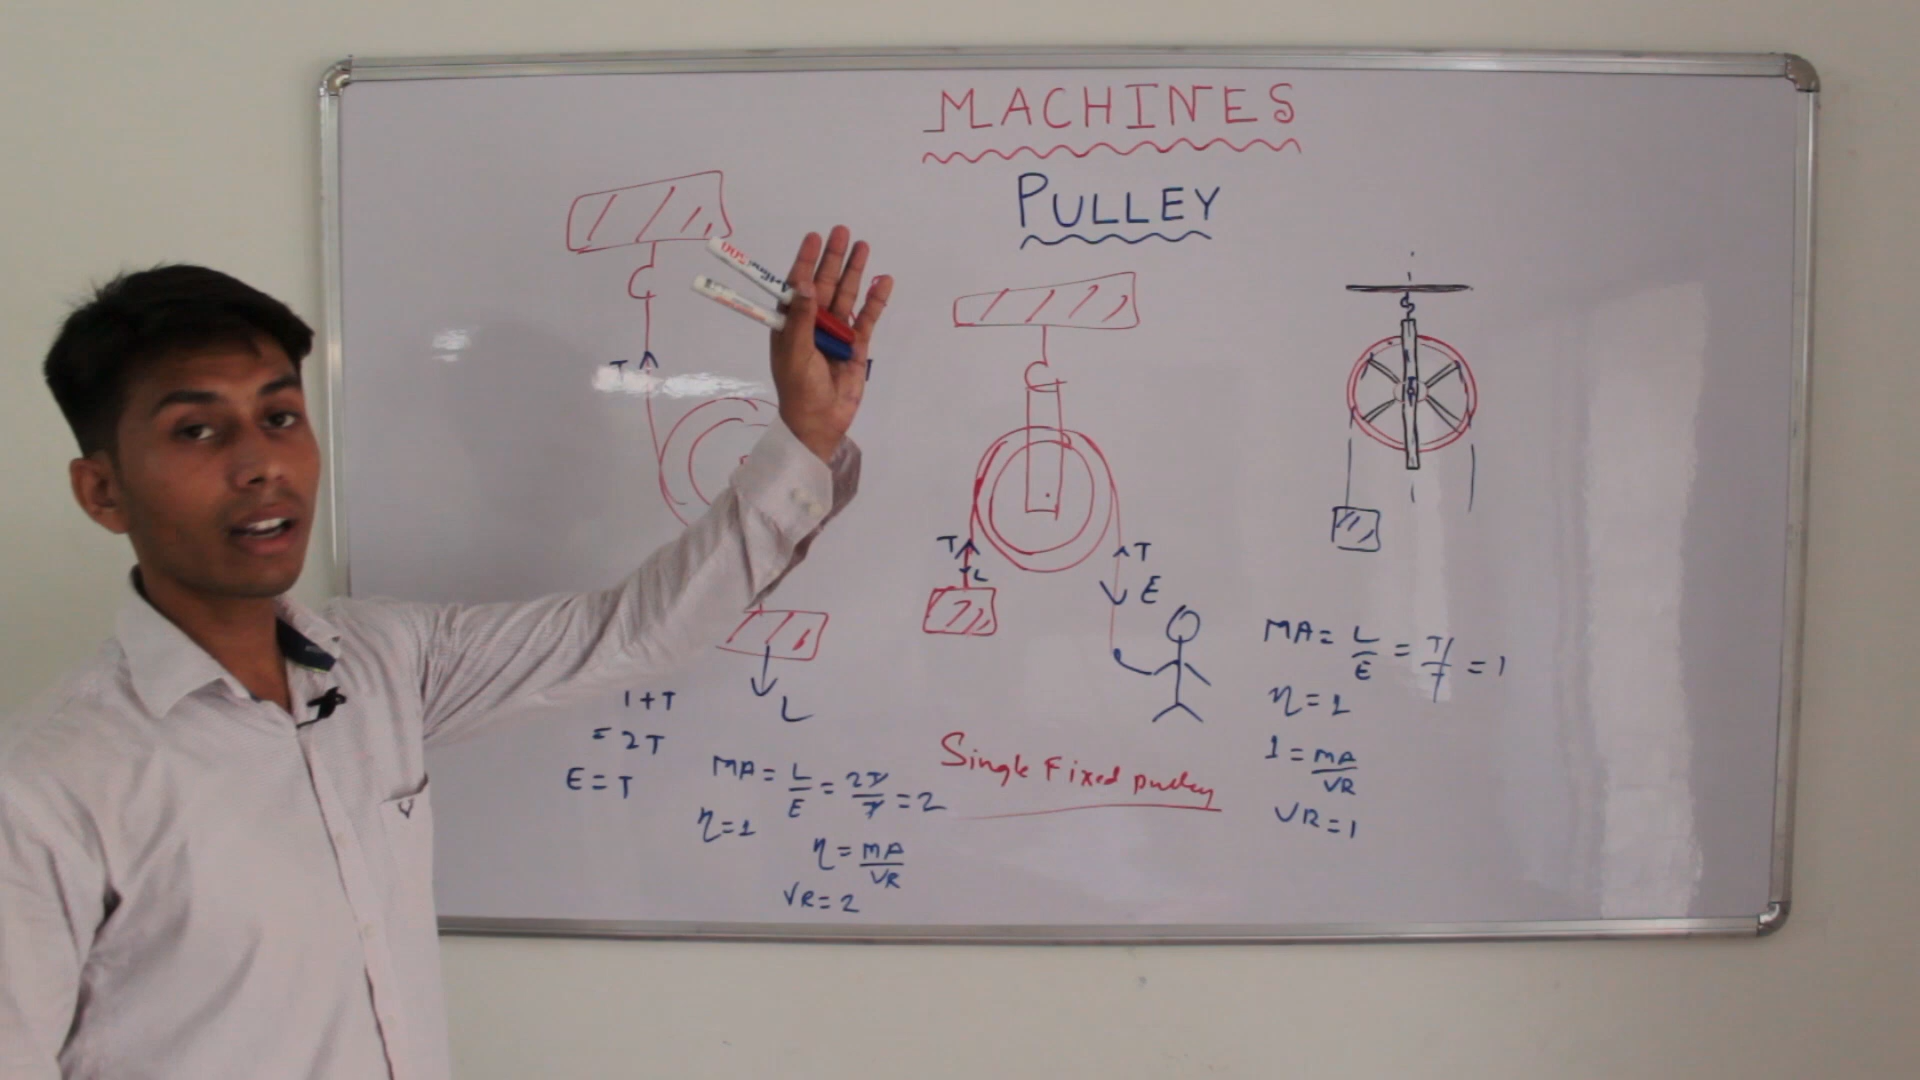 MACHINES
PULLEY
T
T
L
1+T
= 2T
E = T
MA = L/E = 2T/T = 2
η=1
η = MA/VR
VR = 2
T
L
T
E
Single Fixed pulley
MA = L/E = T/T = 1
η = 1
1 = MA/VR
VR = 1